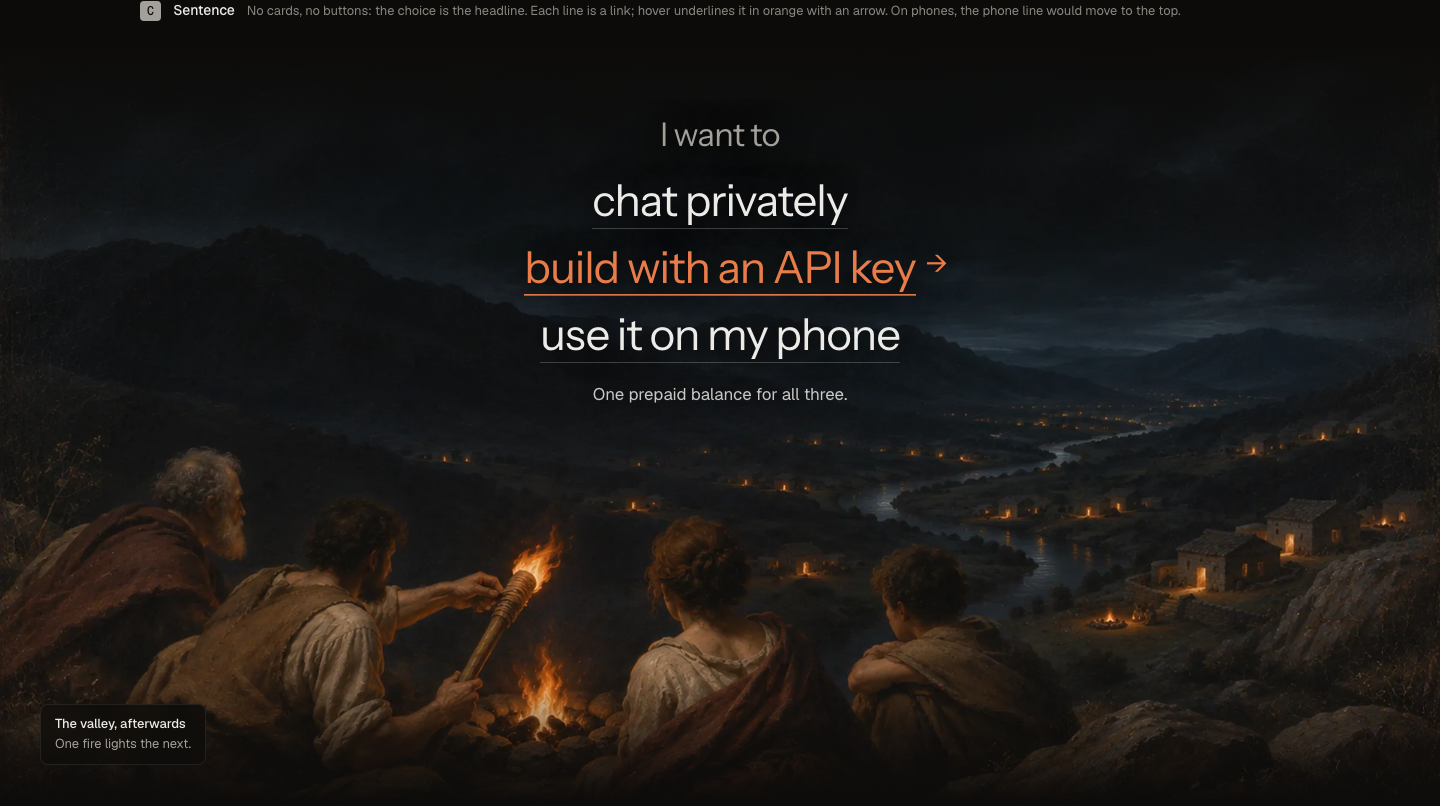 C Sentence No cards, no buttons: the choice is the headline. Each line is a link; hover underlines it in orange with an arrow. On phones, the phone line would move to the top.
I want to
chat privately
build with an API key →
use it on my phone
One prepaid balance for all three.
The valley, afterwards
One fire lights the next.